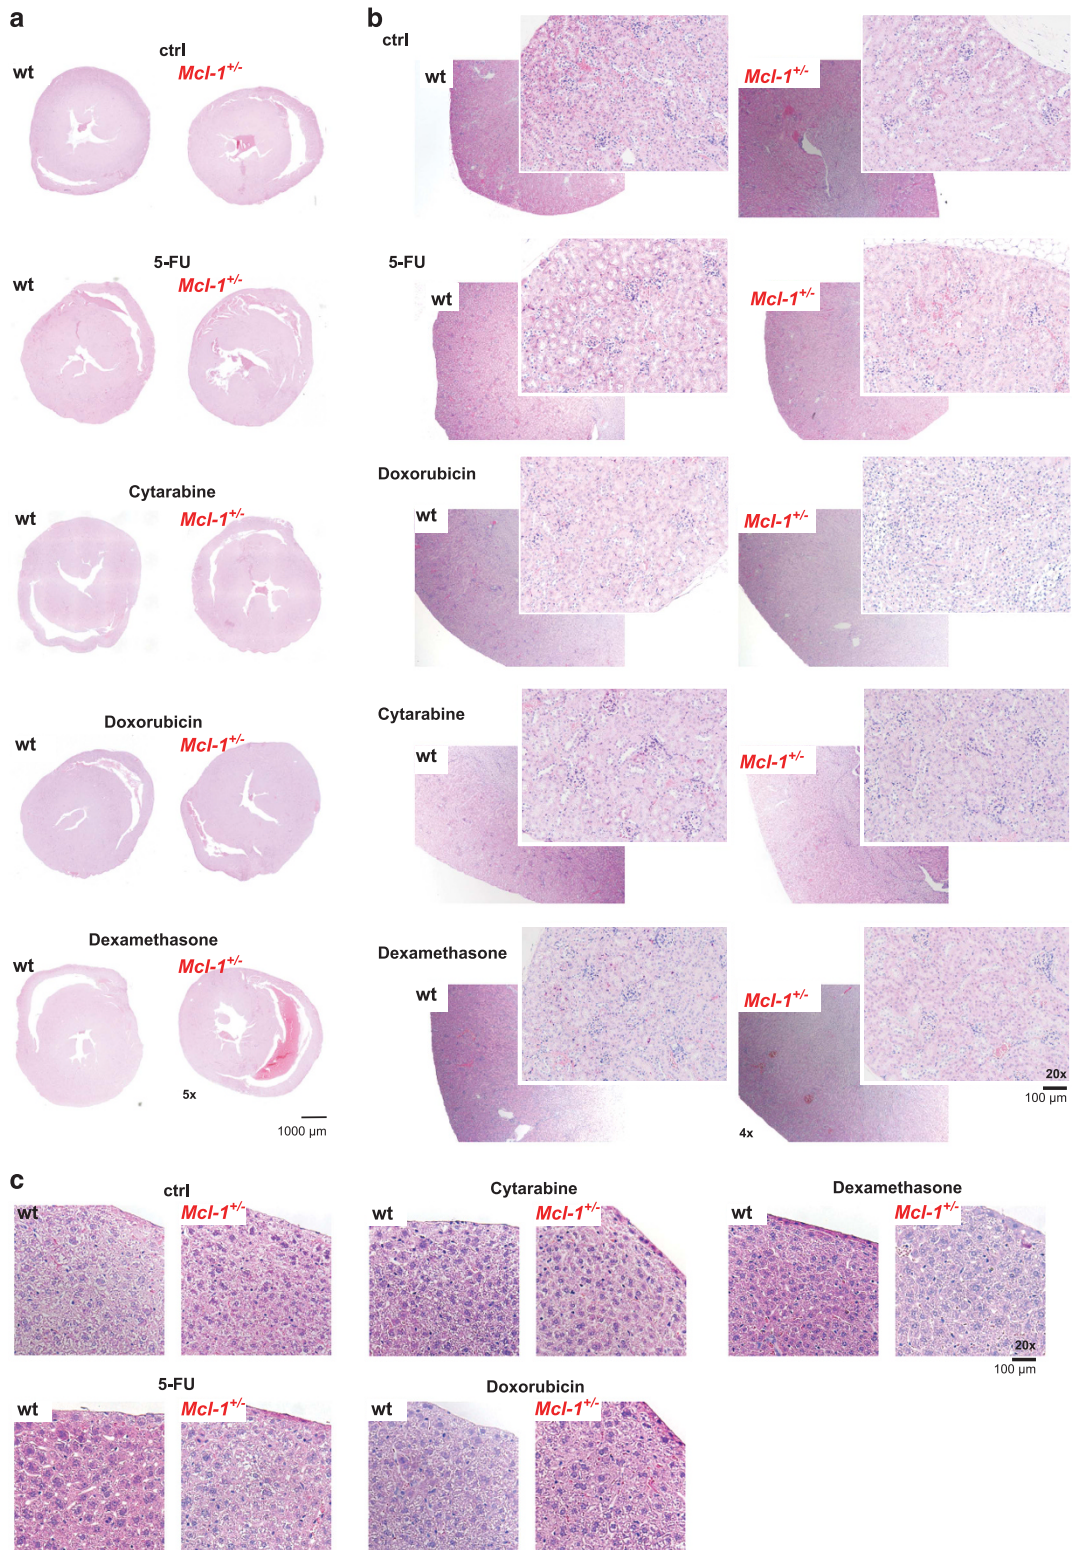 a
ctrl
wt
Mcl-1+/-
5-FU
wt
Mcl-1+/-
Cytarabine
wt
Mcl-1+/-
Doxorubicin
wt
Mcl-1+/-
Dexamethasone
wt
Mcl-1+/-
5x
1000 µm
b
ctrl
wt
Mcl-1+/-
5-FU
wt
Mcl-1+/-
Doxorubicin
wt
Mcl-1+/-
Cytarabine
wt
Mcl-1+/-
Dexamethasone
wt
Mcl-1+/-
20x
100 µm
4x
c
ctrl
wt
Mcl-1+/-
Cytarabine
wt
Mcl-1+/-
Dexamethasone
wt
Mcl-1+/-
20x
100 µm
5-FU
wt
Mcl-1+/-
Doxorubicin
wt
Mcl-1+/-